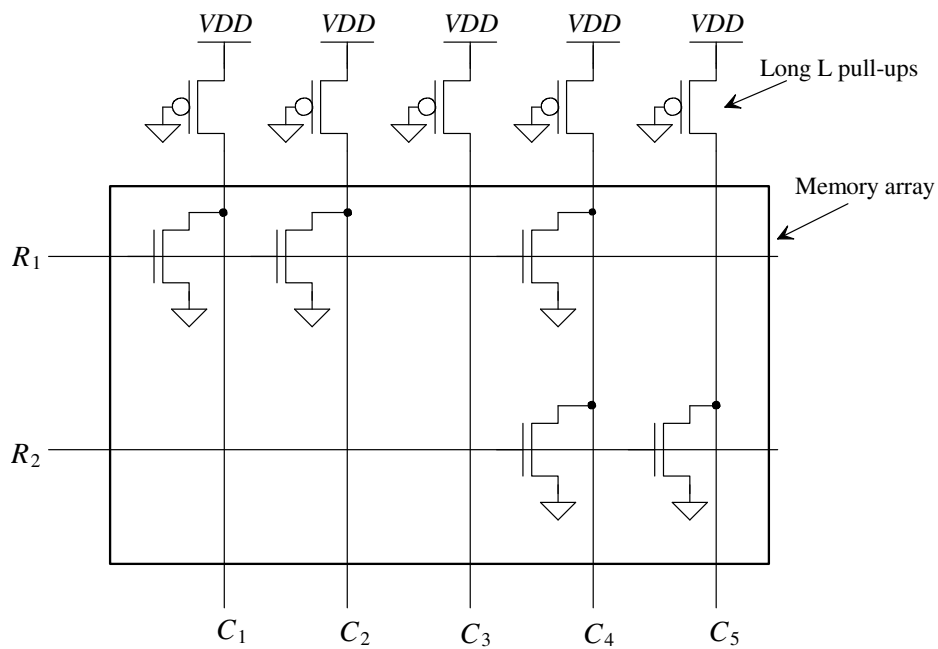 VDD VDD VDD VDD VDD
Long L pull-ups
Memory array
R1
R2
C1 C2 C3 C4 C5